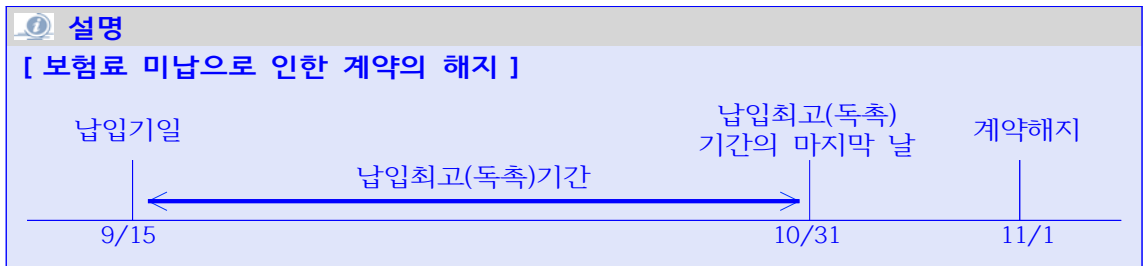 설명
[ 보험료 미납으로 인한 계약의 해지 ]
납입기일
납입최고(독촉)
기간의 마지막 날
계약해지
납입최고(독촉)기간
9/15
10/31
11/1